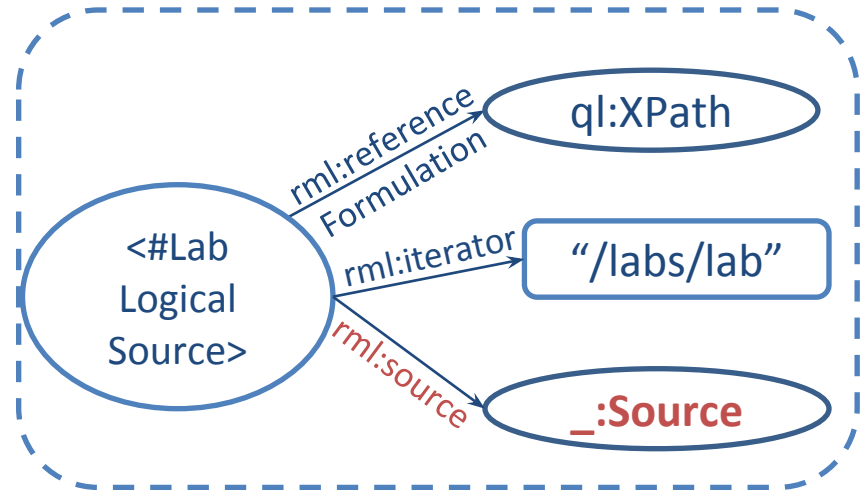 <#Lab
Logical
Source>
rml:reference
Formulation
ql:XPath
rml:iterator
“/labs/lab”
rml:source
_:Source